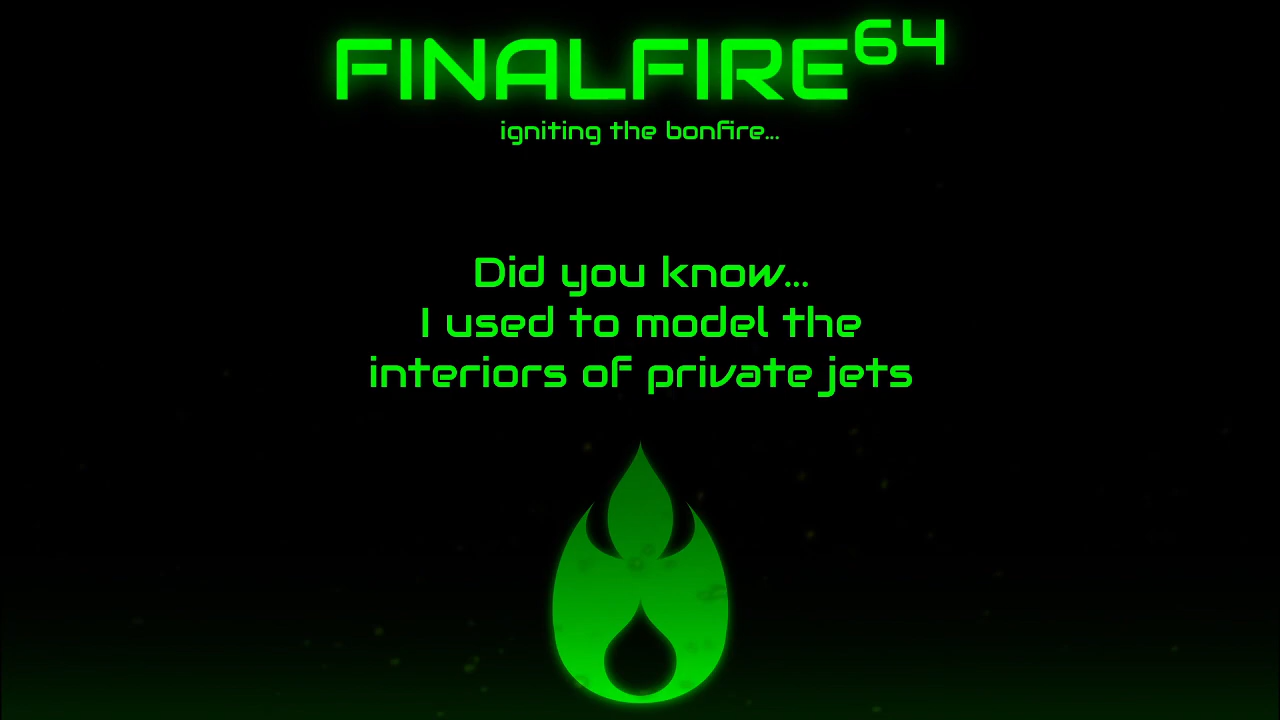 FINALFIRE64
igniting the bonfire...
Did you know...
I used to model the
interiors of private jets